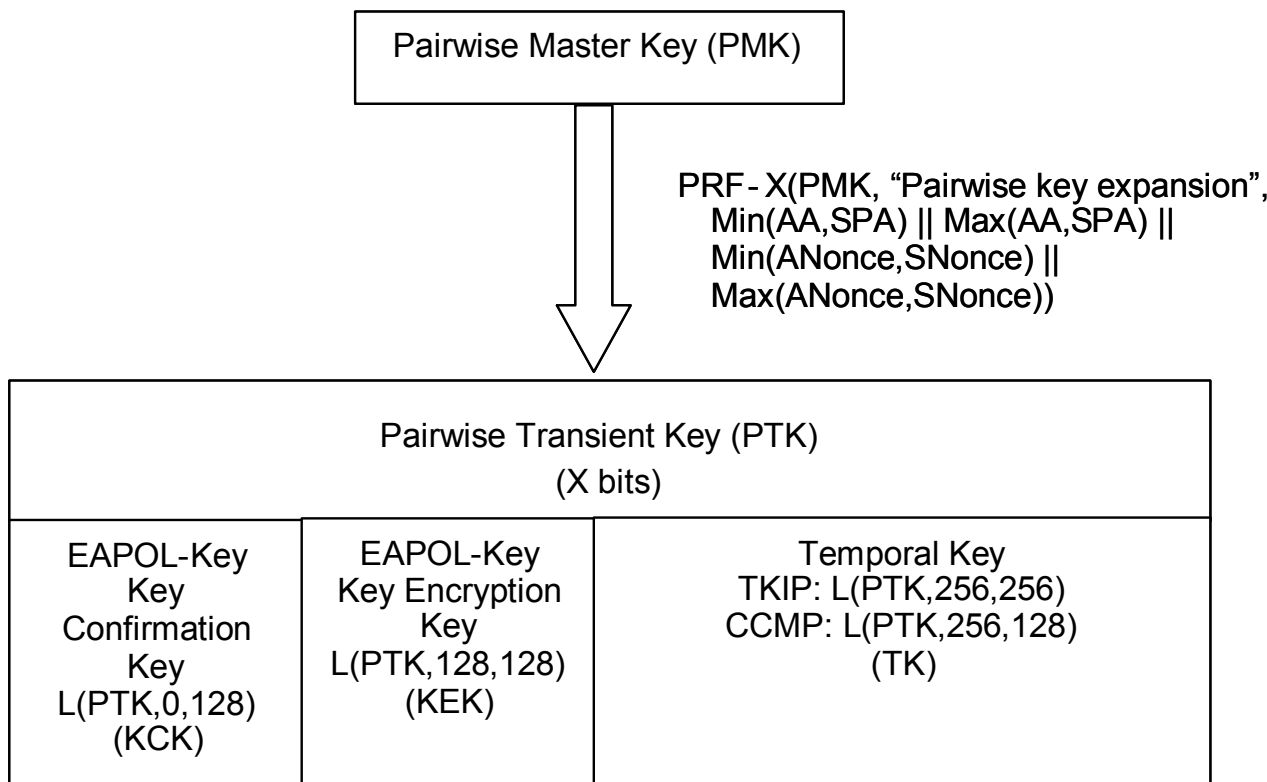 Pairwise Master Key (PMK)
PRF- X(PMK, “Pairwise key expansion”,
Min(AA,SPA) || Max(AA,SPA) ||
Min(ANonce,SNonce) ||
Max(ANonce,SNonce))
Pairwise Transient Key (PTK)
(X bits)
EAPOL-Key
Key
Confirmation
Key
L(PTK,0,128)
(KCK)
EAPOL-Key
Key Encryption
Key
L(PTK,128,128)
(KEK)
Temporal Key
TKIP: L(PTK,256,256)
CCMP: L(PTK,256,128)
(TK)